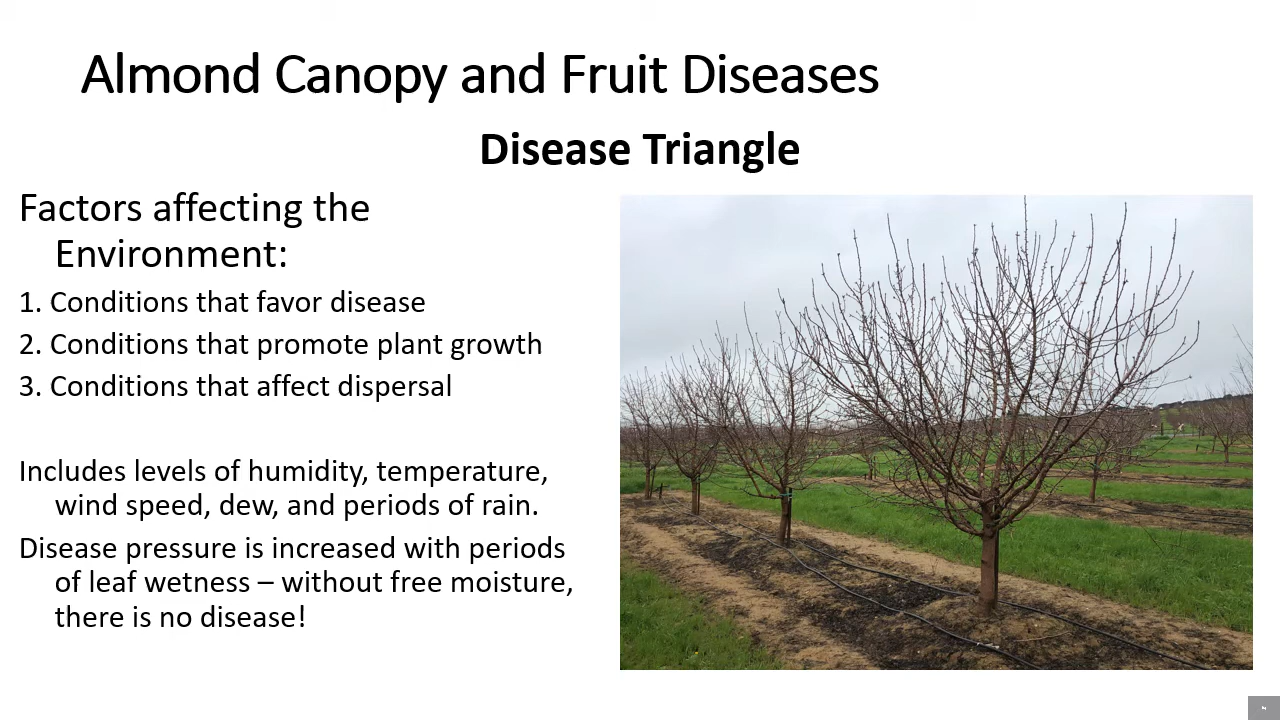 Almond Canopy and Fruit Diseases
Disease Triangle
Factors affecting the
Environment:
1. Conditions that favor disease
2. Conditions that promote plant growth
3. Conditions that affect dispersal
Includes levels of humidity, temperature,
wind speed, dew, and periods of rain.
Disease pressure is increased with periods
of leaf wetness – without free moisture,
there is no disease!